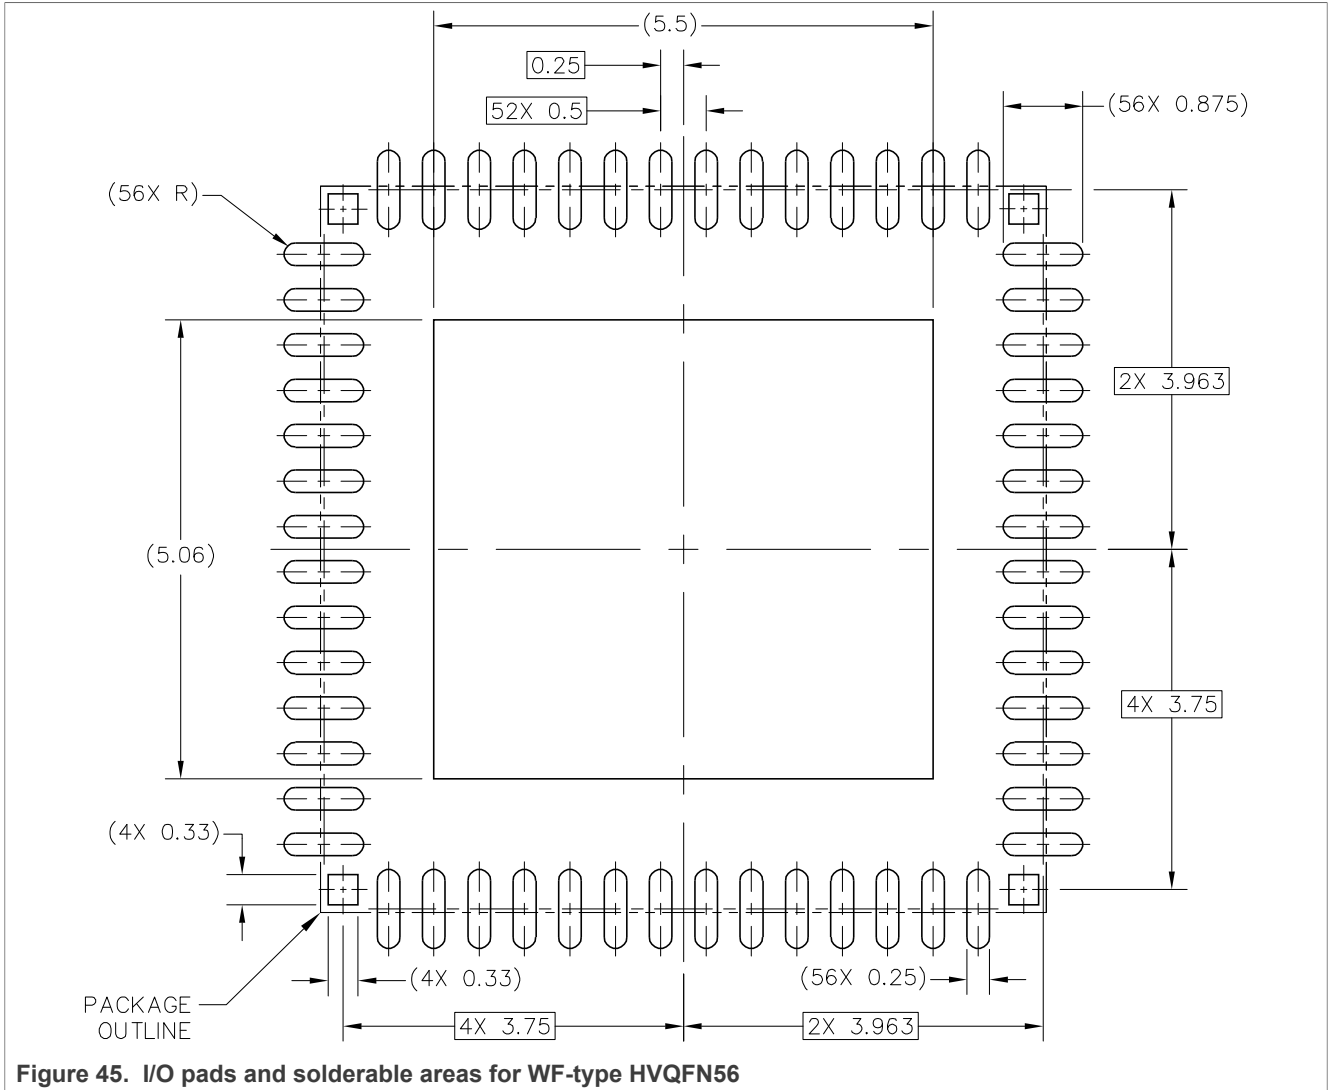 (5.5)
0.25
52X 0.5
(56X 0.875)
(56X R)
2X 3.963
(5.06)
4X 3.75
(4X 0.33)
(4X 0.33)
(56X 0.25)
PACKAGE
OUTLINE
4X 3.75
2X 3.963
Figure 45. I/O pads and solderable areas for WF-type HVQFN56